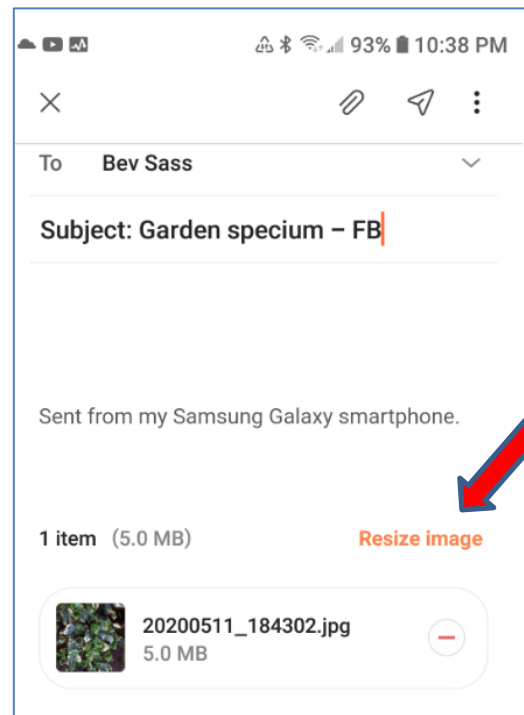 93% 10:38 PM
To Bev Sass
Subject: Garden specium – FB
Sent from my Samsung Galaxy smartphone.
1 item (5.0 MB) Resize image
20200511_184302.jpg
5.0 MB